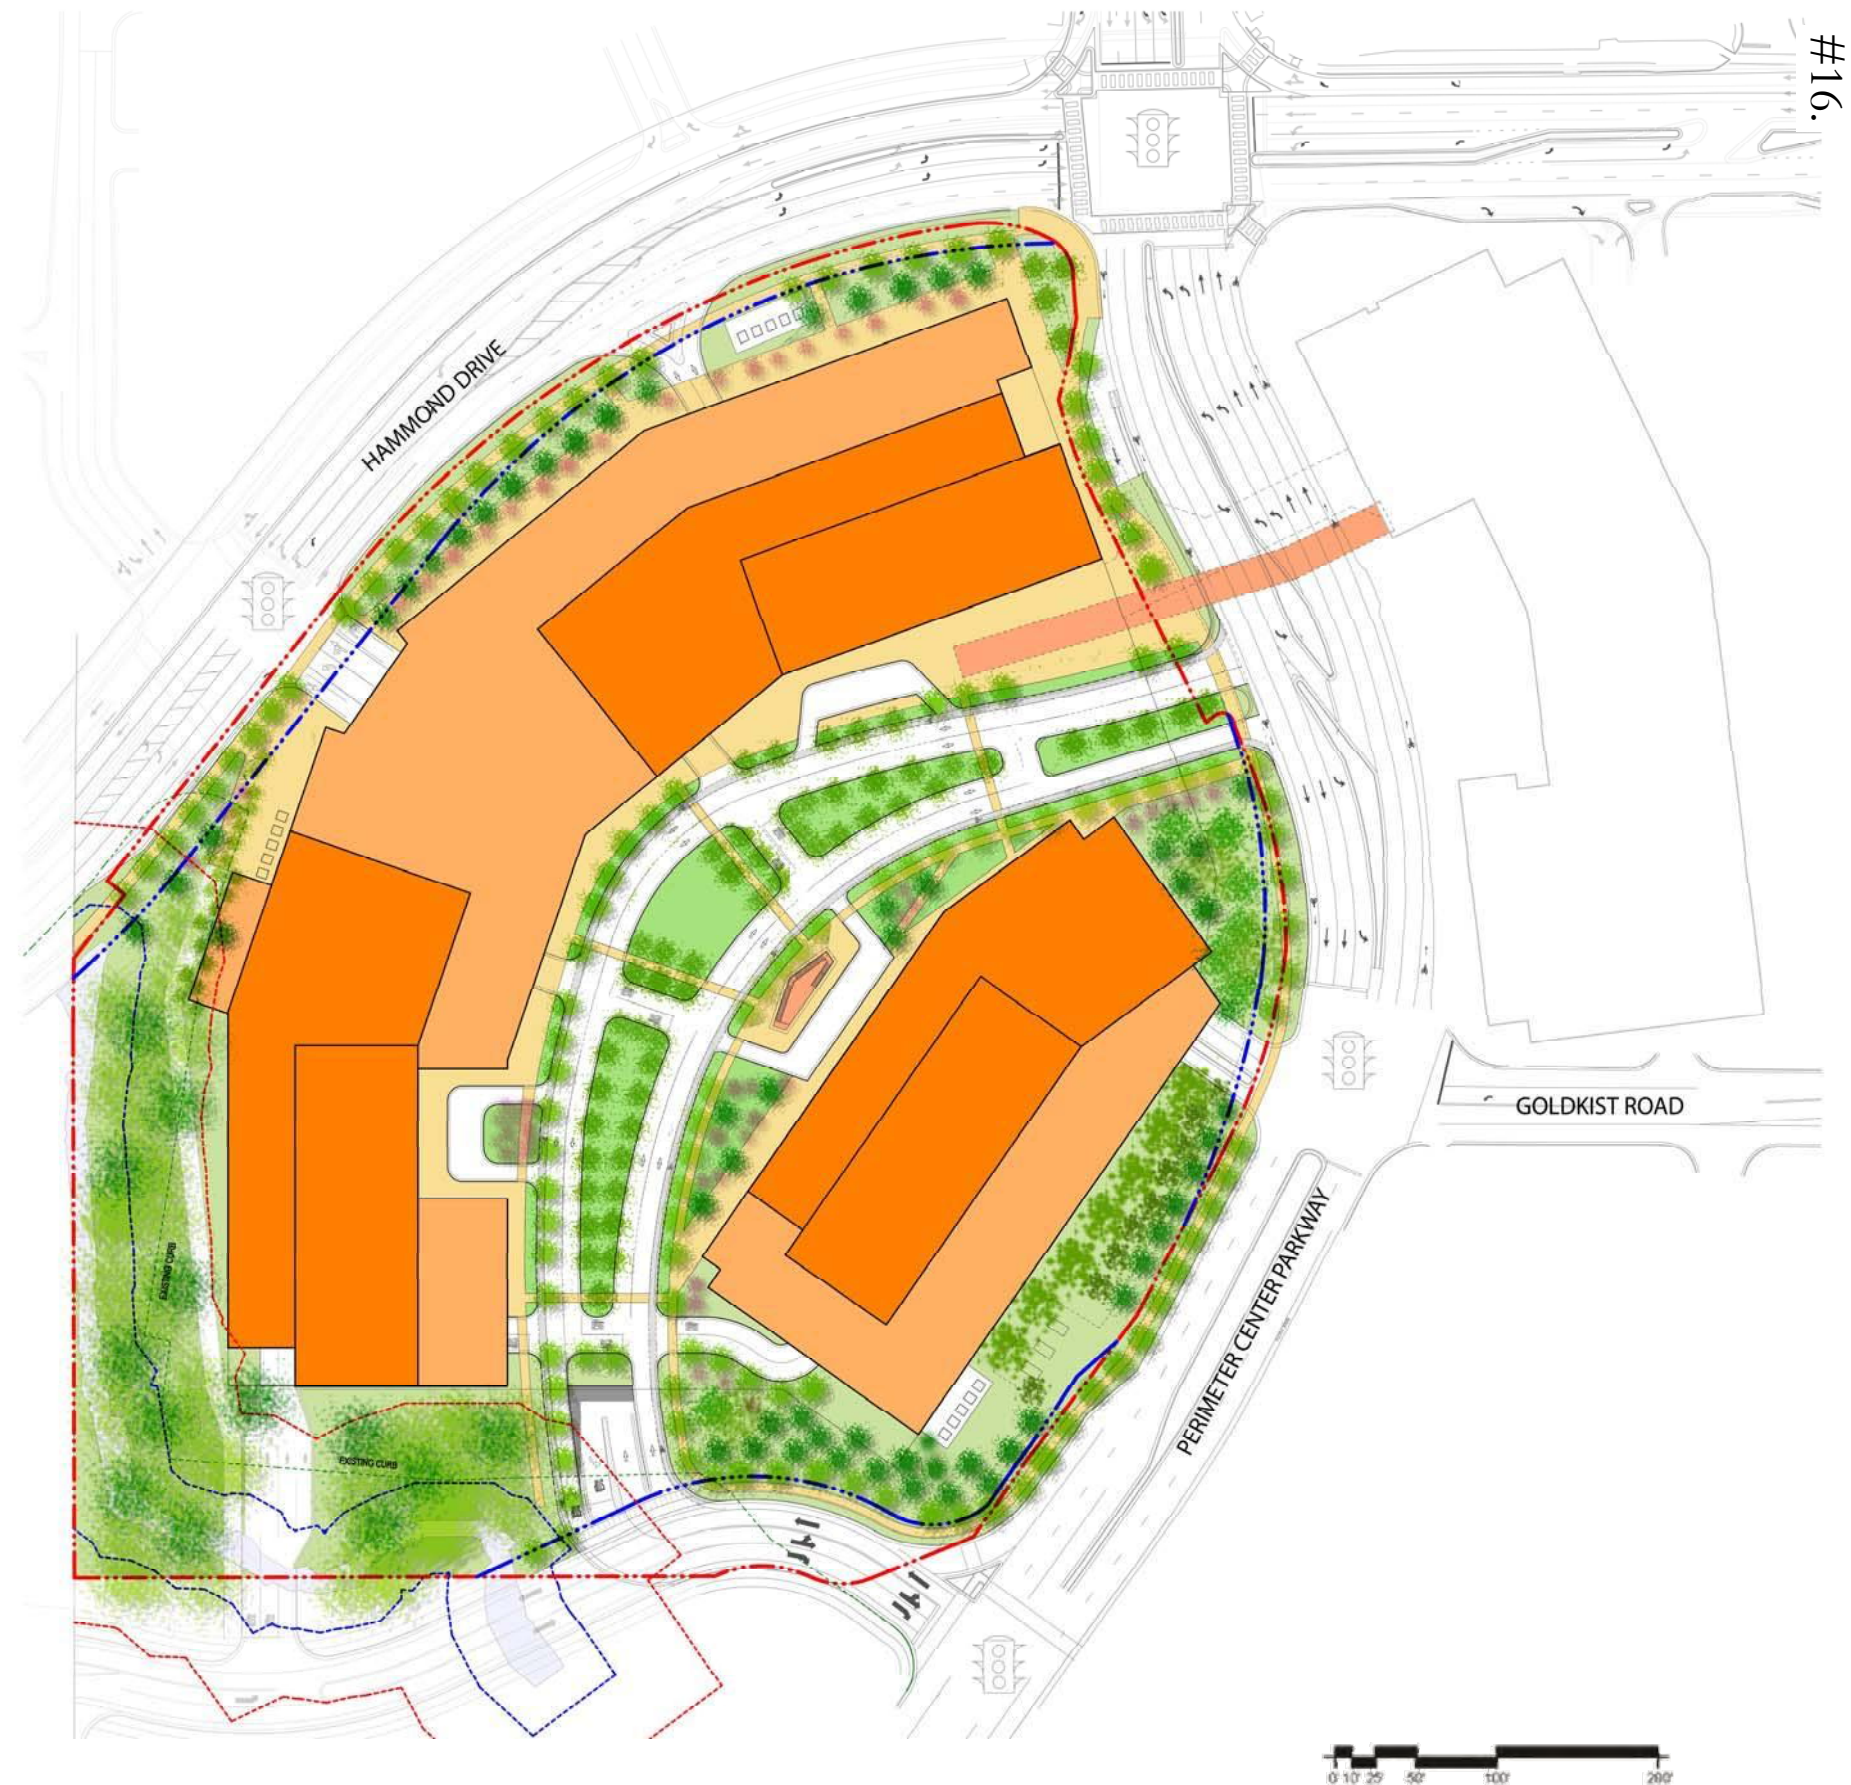 #16.
HAMMOND DRIVE
GOLDKIST ROAD
PERIMETER CENTER PARKWAY
EXISTING CURB
EXISTING CURB
0' 10' 25' 50' 100' 200'